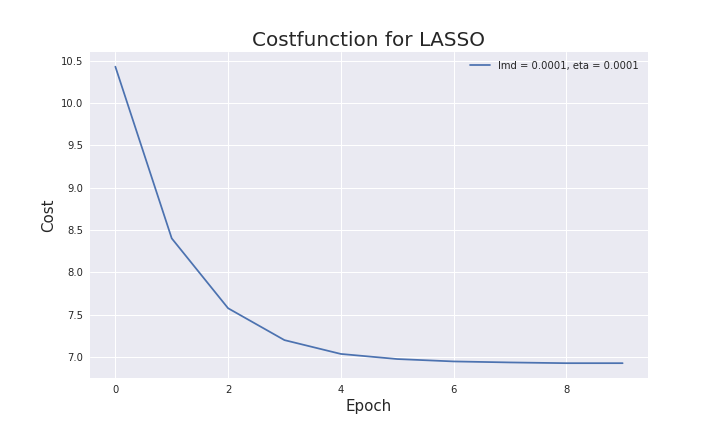 Costfunction for LASSO
lmd = 0.0001, eta = 0.0001
Cost
10.5
10.0
9.5
9.0
8.5
8.0
7.5
7.0
0 2 4 6 8
Epoch